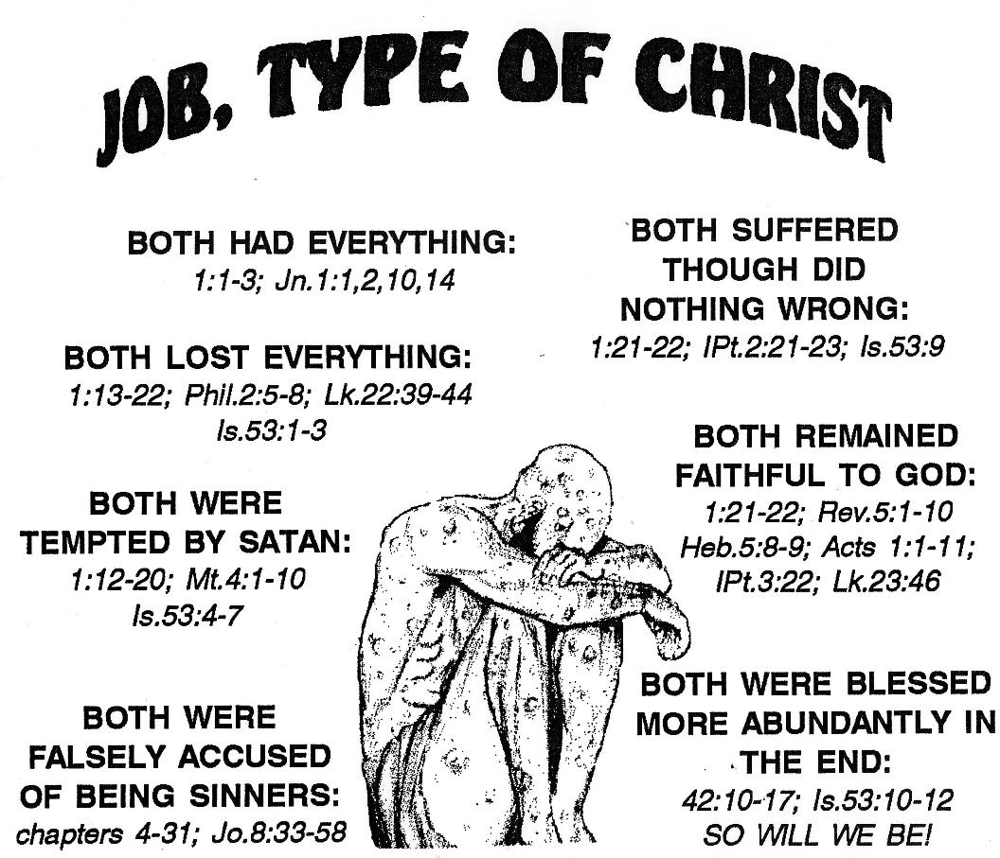 JOB, TYPE OF CHRIST
BOTH HAD EVERYTHING:
1:1-3; Jn.1:1,2,10,14
BOTH LOST EVERYTHING:
1:13-22; Phil.2:5-8; Lk.22:39-44
Is.53:1-3
BOTH WERE
TEMPTED BY SATAN:
1:12-20; Mt.4:1-10
Is.53:4-7
BOTH WERE
FALSELY ACCUSED
OF BEING SINNERS:
chapters 4-31; Jo.8:33-58
BOTH SUFFERED
THOUGH DID
NOTHING WRONG:
1:21-22; IPt.2:21-23; Is.53:9
BOTH REMAINED
FAITHFUL TO GOD:
1:21-22; Rev.5:1-10
Heb.5:8-9; Acts 1:1-11;
IPt.3:22; Lk.23:46
BOTH WERE BLESSED
MORE ABUNDANTLY IN
THE END:
42:10-17; Is.53:10-12
SO WILL WE BE!